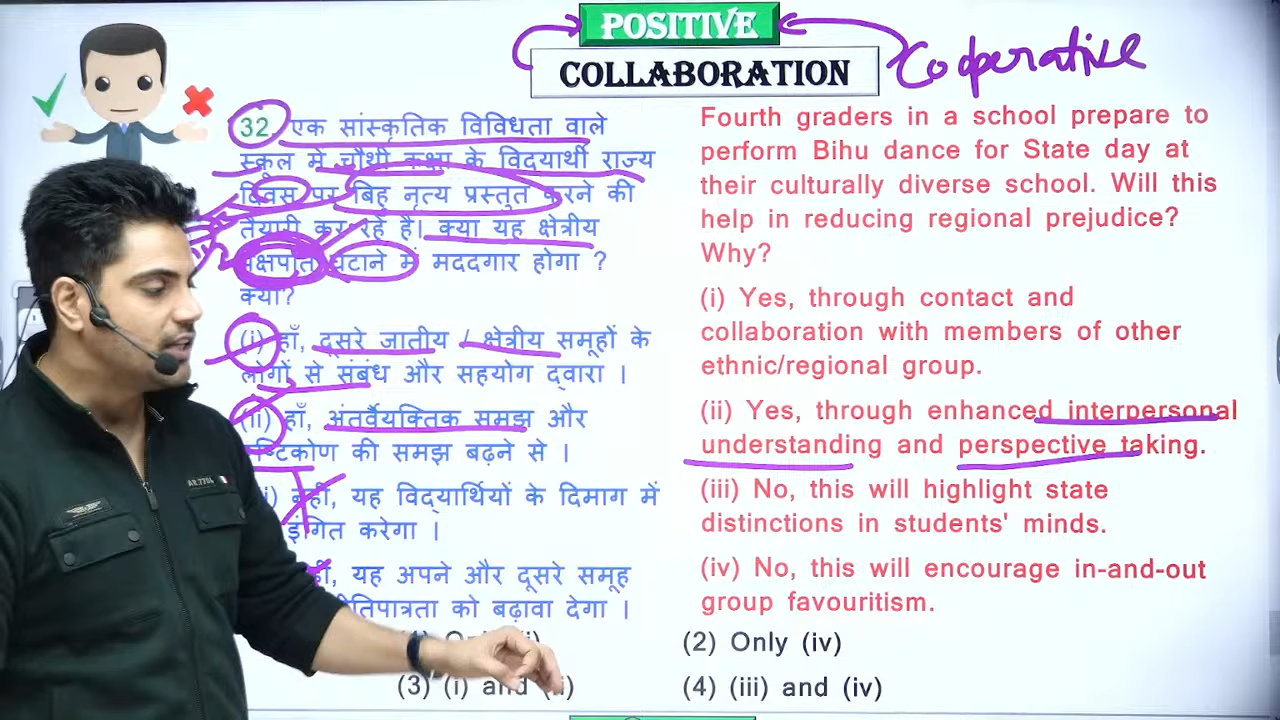 POSITIVE
COLLABORATION
Cooperative
32 एक सांस्कृतिक विविधता वाले
स्कूल में चौथी कक्षा के विद्यार्थी राज्य
दिवस पर बिहू नृत्य प्रस्तुत करने की
तैयारी कर रहे है। क्या यह क्षेत्रीय
घटाने में मददगार होगा ?
क्यों?
(i) हाँ, दूसरे जातीय / क्षेत्रीय समूहों के
लोगों से संबंध और सहयोग द्वारा ।
(ii) हाँ, अंतर्वैयक्तिक समझ और
की समझ बढ़ने से ।
नहीं, यह विद्यार्थियों के दिमाग में
इंगित करेगा ।
यह अपने और दूसरे समूह
को बढ़ावा देगा ।
Fourth graders in a school prepare to
perform Bihu dance for State day at
their culturally diverse school. Will this
help in reducing regional prejudice?
Why?
(i) Yes, through contact and
collaboration with members of other
ethnic/regional group.
(ii) Yes, through enhanced interpersonal
understanding and perspective taking.
(iii) No, this will highlight state
distinctions in students' minds.
(iv) No, this will encourage in-and-out
group favouritism.
(2) Only (iv)
(3) (i) and
(4) (iii) and (iv)